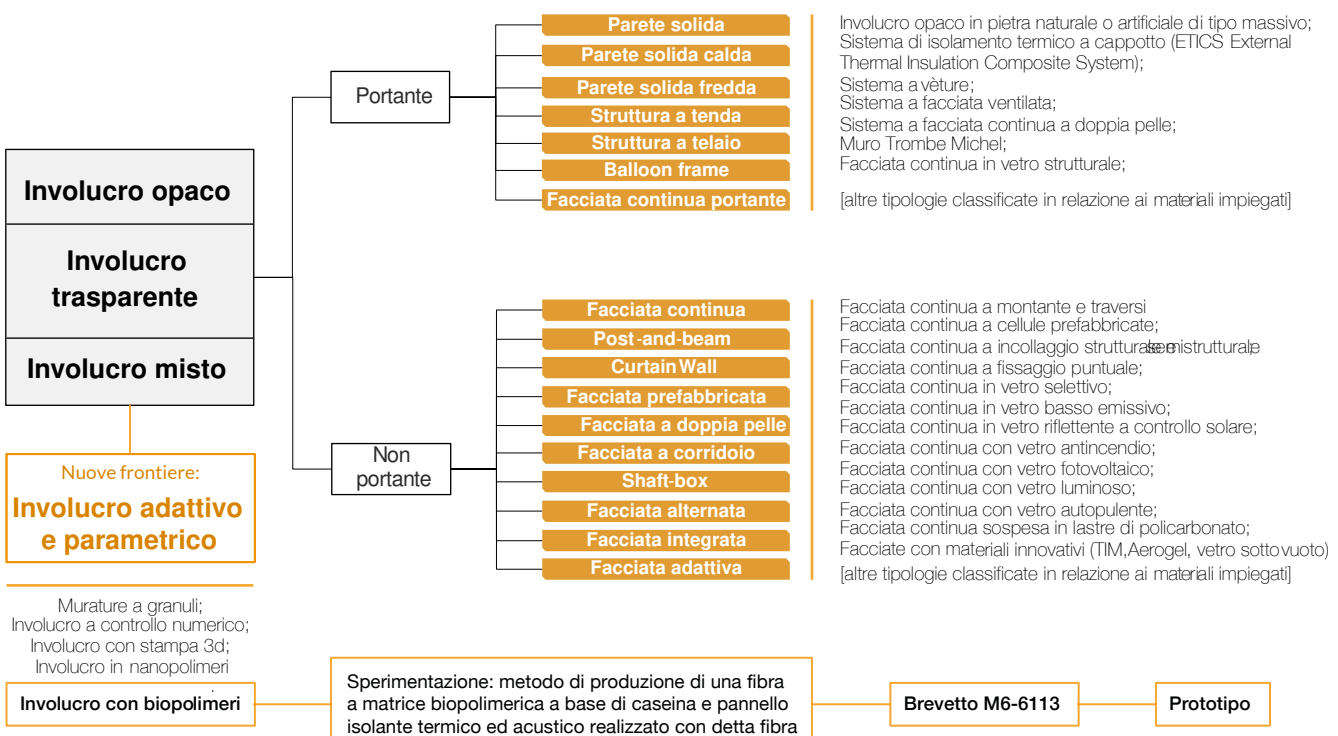 Involucro opaco
Involucro
trasparente
Involucro misto
Nuove frontiere:
Involucro adattivo
e parametrico
Murature a granuli;
Involucro a controllo numerico;
Involucro con stampa 3d;
Involucro in nanopolimeri
Portante
Parete solida
Parete solida calda
Parete solida fredda
Struttura a tenda
Struttura a telaio
Balloon frame
Facciata continua portante
Involucro opaco in pietra naturale o artificiale di tipo massivo;
Sistema di isolamento termico a cappotto (ETICS External
Thermal Insulation Composite System);
Sistema a vèture;
Sistema a facciata ventilata;
Sistema a facciata continua a doppia pelle;
Muro Trombe Michel;
Facciata continua in vetro strutturale;
[altre tipologie classificate in relazione ai materiali impiegati]
Non
portante
Facciata continua
Post-and-beam
Curtain Wall
Facciata prefabbricata
Facciata a doppia pelle
Facciata a corridoio
Shaft-box
Facciata alternata
Facciata integrata
Facciata adattiva
Facciata continua a montante e traversi
Facciata continua a cellule prefabbricate;
Facciata continua a incollaggio
Facciata continua a fissaggio puntuale;
Facciata continua in vetro selettivo;
Facciata continua in vetro basso emissivo;
Facciata continua in vetro riflettente a controllo solare;
Facciata continua con vetro antincendio;
Facciata continua con vetro fotovoltaico;
Facciata continua con vetro luminoso;
Facciata continua con vetro autopulente;
Facciata continua sospesa in lastre di policarbonato;
Facciate con materiali innovativi (TIM,Aerogel, vetro sottovuoto)
[altre tipologie classificate in relazione ai materiali impiegati]
Involucro con biopolimeri
Sperimentazione: metodo di produzione di una fibra
a matrice biopolimerica a base di caseina e pannello
isolante termico ed acustico realizzato con detta fibra
Brevetto M6-6113
Prototipo